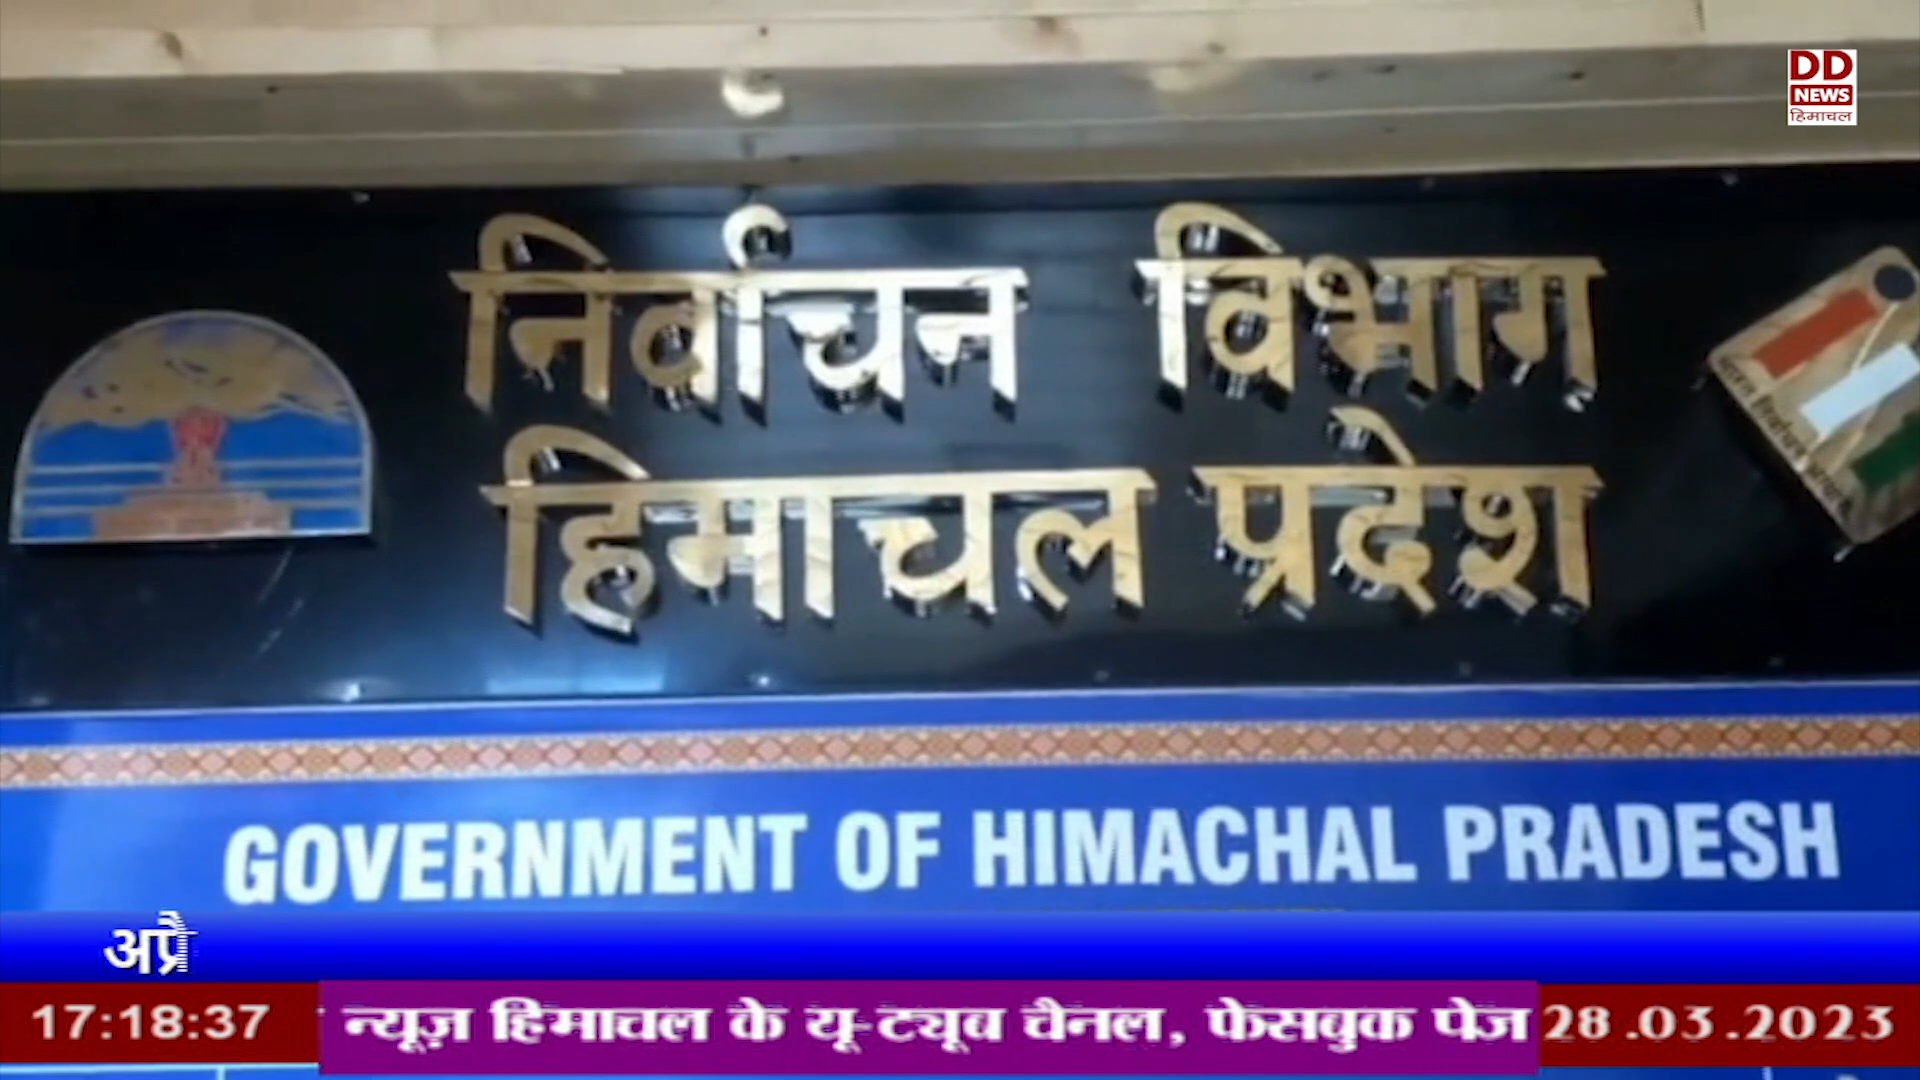 DD
NEWS
हिमाचल
निर्वाचन विभाग
हिमाचल प्रदेश
GOVERNMENT OF HIMACHAL PRADESH
अप्रै
17:18:37
न्यूज़ हिमाचल के यू-ट्यूब चैनल, फेसबुक पेज
28.03.2023